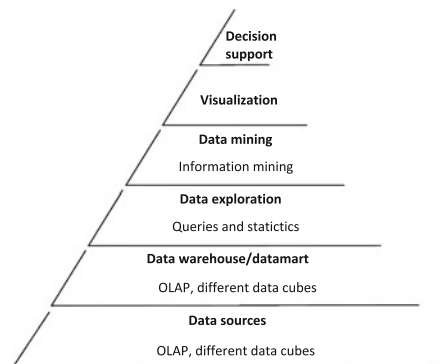 Decision
support
Visualization
Data mining
Information mining
Data exploration
Queries and statictics
Data warehouse/datamart
OLAP, different data cubes
Data sources
OLAP, different data cubes